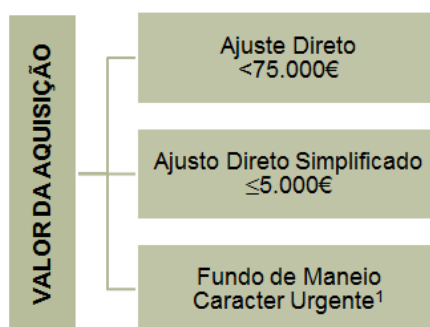 VALOR DA AQUISIÇÃO
Ajuste Direto
<75.000€
Ajusto Direto Simplificado
≤5.000€
Fundo de Maneio
Caracter Urgente¹